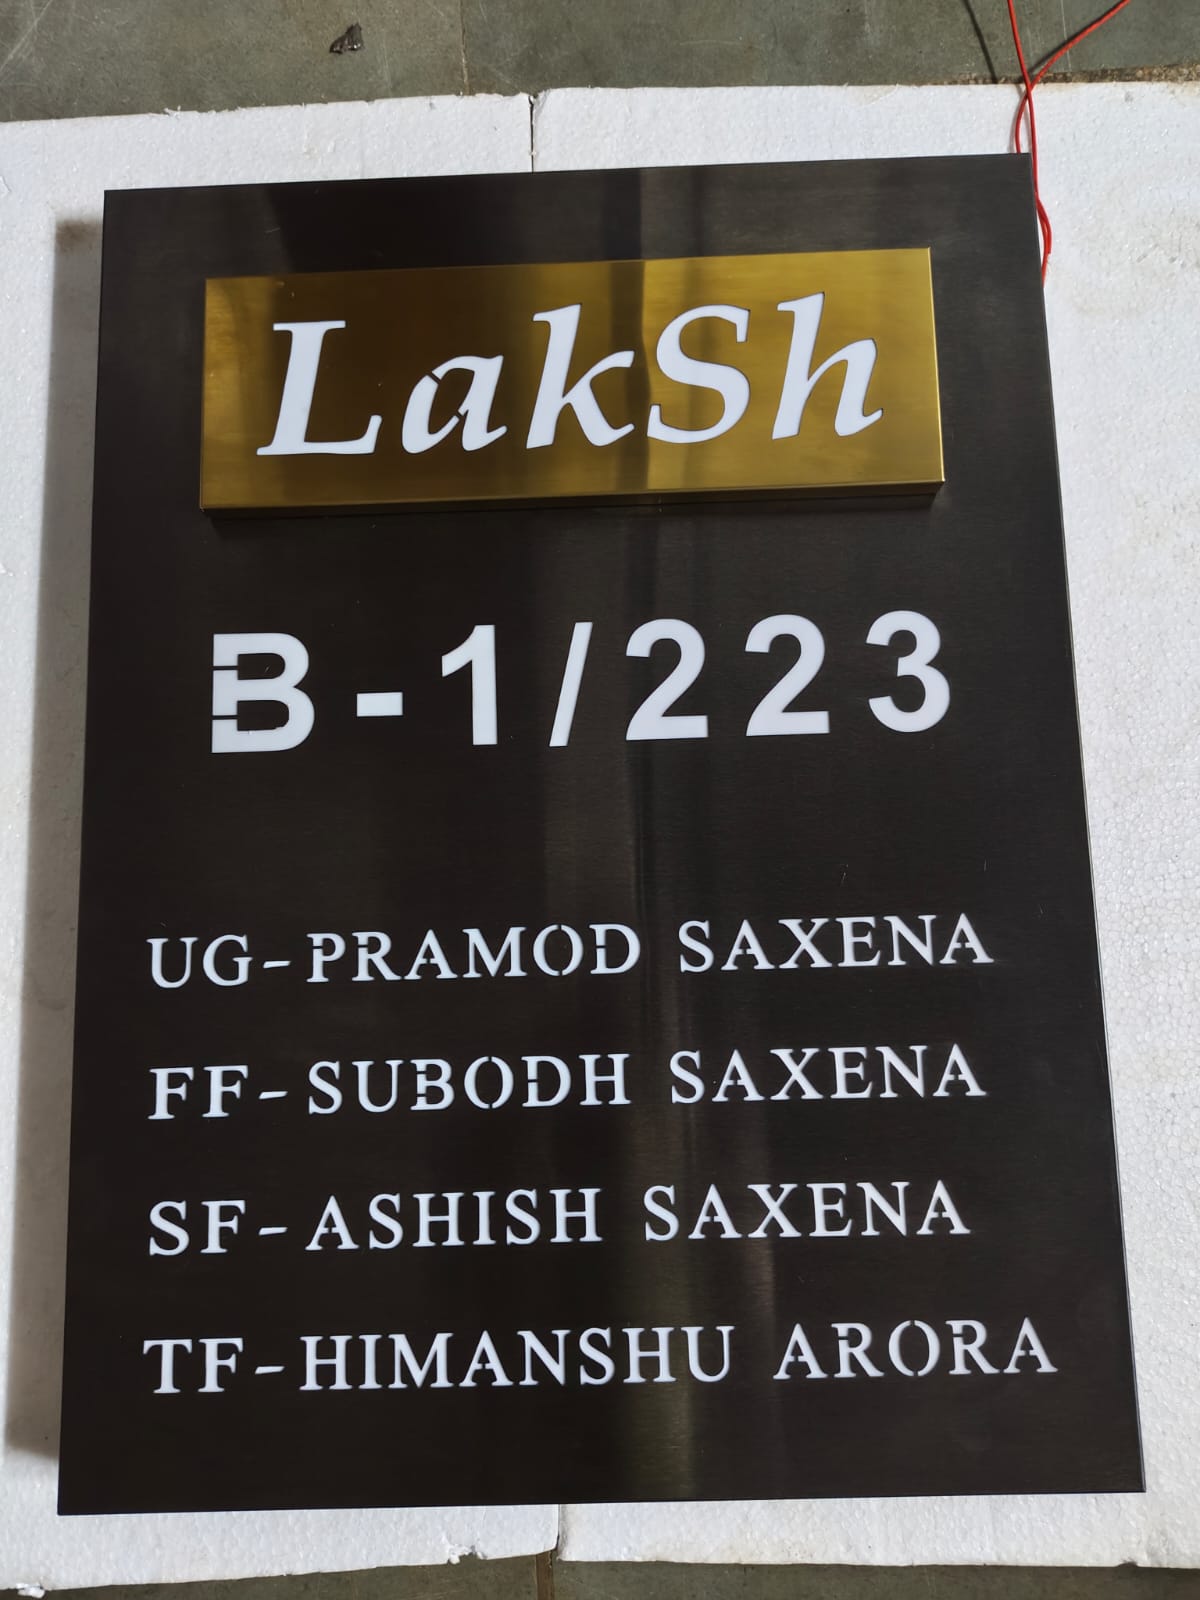 LakSh
B-1/223
UG-PRAMOD SAXENA
FF-SUBODH SAXENA
SF-ASHISH SAXENA
TF-HIMANSHU ARORA